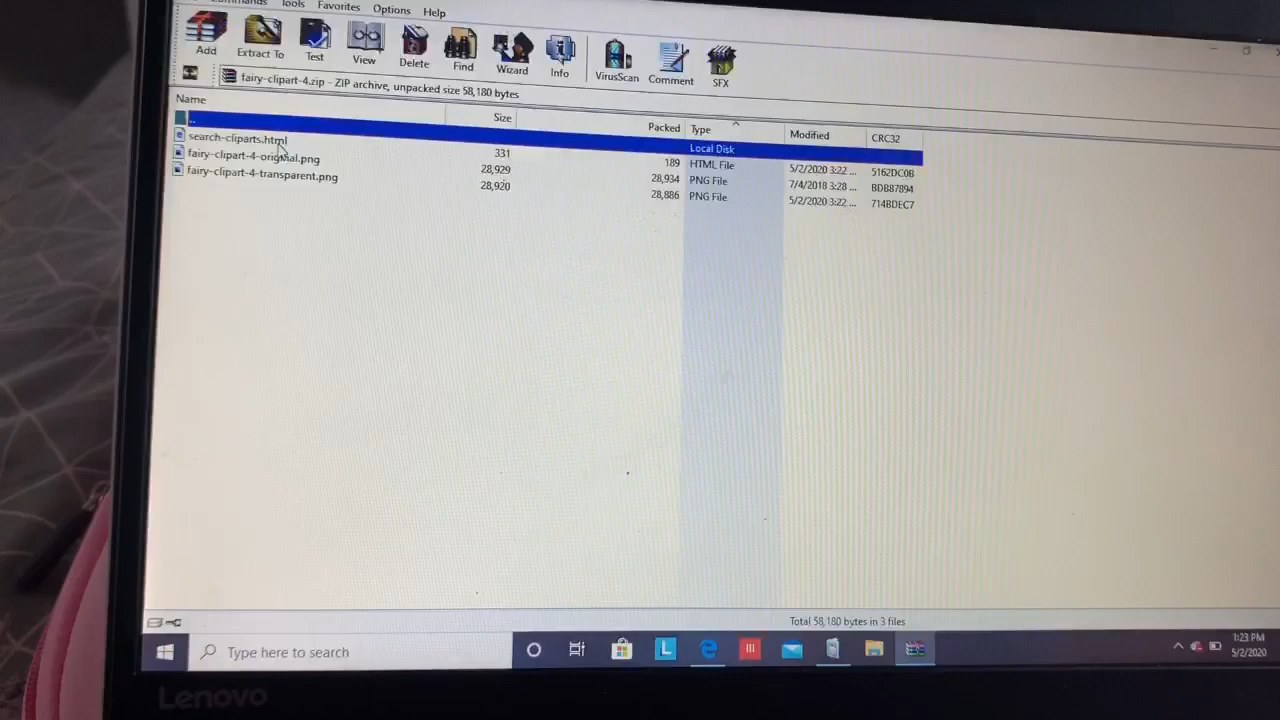 Tools Favorites Options Help
Add Extract To Test View Delete Find Wizard Info VirusScan Comment SFX
fairy-clipart-4.zip - ZIP archive, unpacked size 58,180 bytes
Name Size Packed Type Modified CRC32
.. Local Disk
search-cliparts.html 331 189 HTML File 5/2/2020 3:22 ... 5162DC0B
fairy-clipart-4-original.png 28,929 28,934 PNG File 7/4/2018 3:28 ... BDB87894
fairy-clipart-4-transparent.png 28,920 28,886 PNG File 5/2/2020 3:22 ... 714BDEC7
Total 58,180 bytes in 3 files
Type here to search L 1:23 PM
5/2/2020
Lenovo